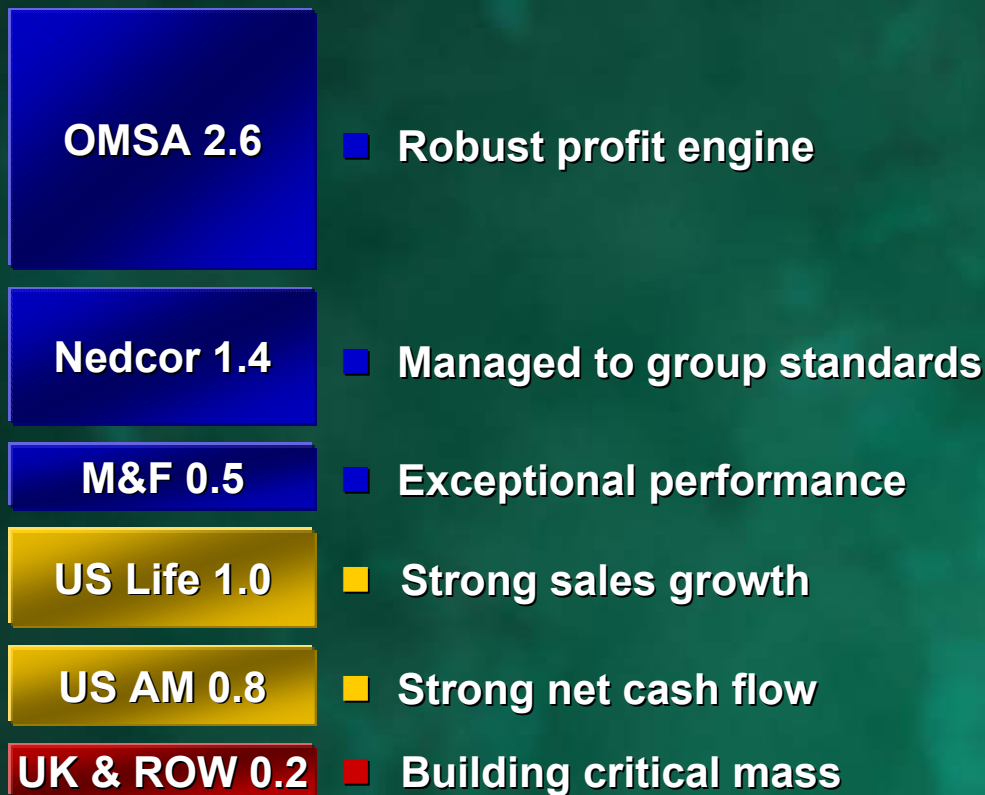 OMSA 2.6
Robust profit engine
Nedcor 1.4
Managed to group standards
M&F 0.5
Exceptional performance
US Life 1.0
Strong sales growth
US AM 0.8
Strong net cash flow
UK & ROW 0.2
Building critical mass